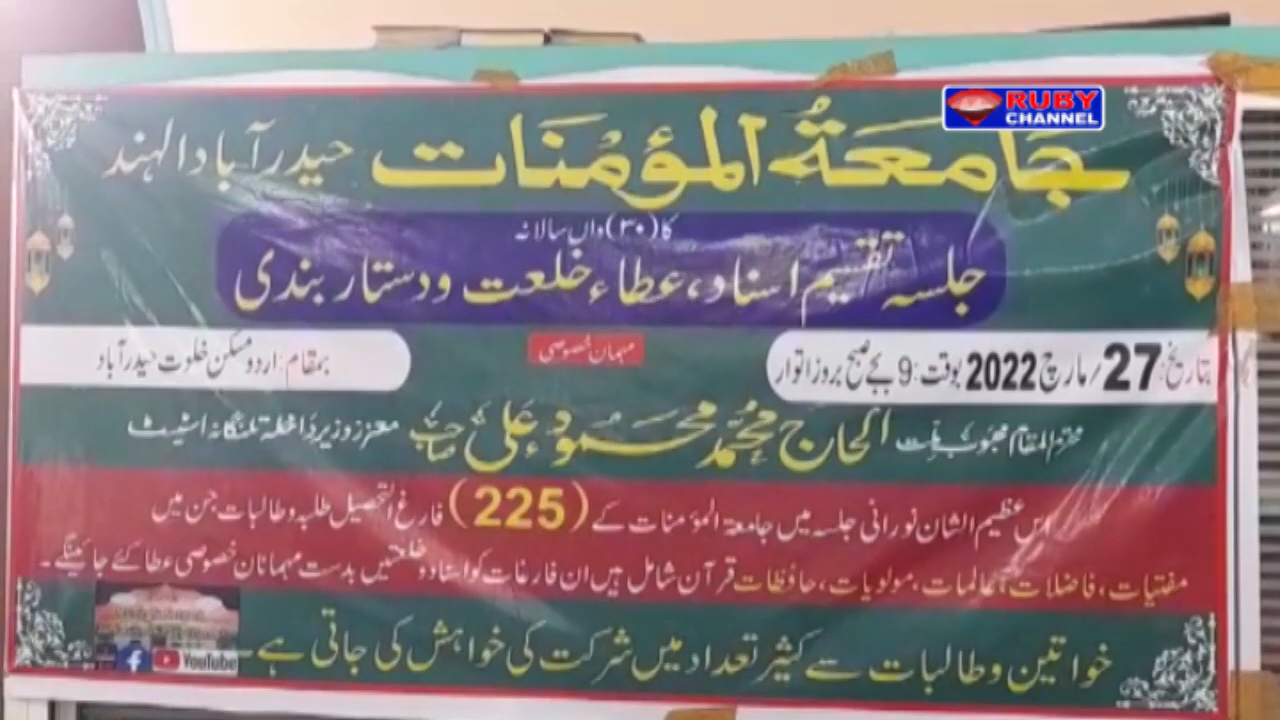 RUBY
CHANNEL
جَامعَةُ المؤمنات حیدرآباد الہند
کا (۳۰) واں سالانہ
جلسہ تقسیم اسناد، عطاء خلعت و دستار بندی
بتاریخ: 27/ مارچ 2022 بوقت: 9 بجے صبح بروز اتوار
مہمان خصوصی
بمقام: اردو مسکن خلوت حیدرآباد
محترم المقام محبوب ملت الحاج محمد محمود علی صاحب معزز وزیر داخلہ تلنگانہ اسٹیٹ
اس عظیم الشان نورانی جلسہ میں جامعۃ المؤمنات کے (225) فارغ التحصیل طلبہ و طالبات جن میں
مفتیات، فاضلات، عالمات، مولویات، حافظات قرآن شامل ہیں ان فارغات کو اسناد و خلعتیں بدست مہمانان خصوصی عطا کئے جائینگے۔
خواتین و طالبات سے کثیر تعداد میں شرکت کی خواہش کی جاتی ہے۔
YouTube